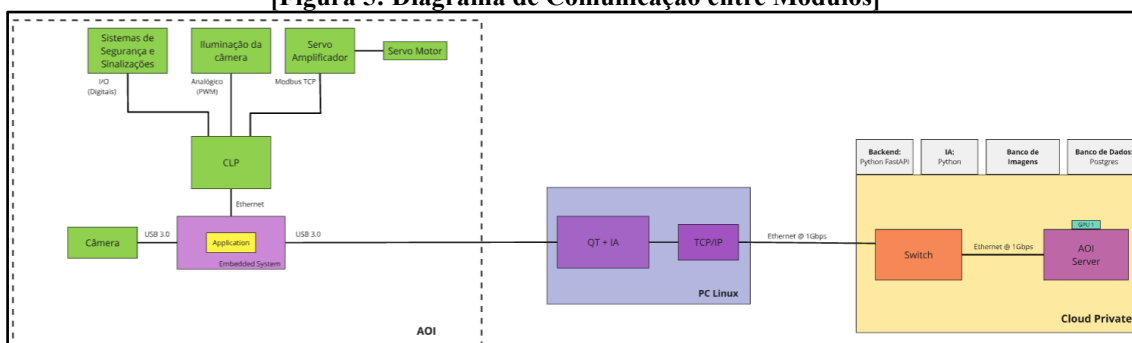 [Figura 3: Diagrama de Comunicação entre Módulos]
Sistemas de
Segurança e
Sinalizações
Iluminação da
câmera
Servo
Amplificador
Servo Motor
I/O
(Digitais)
Analógico
(PWM)
Modbus TCP
CLP
Ethernet
Câmera
USB 3.0
Application
Embedded System
USB 3.0
AOI
QT + IA
TCP/IP
PC Linux
Ethernet @ 1Gbps
Backend:
Python FastAPI
IA:
Python
Banco de
Imagens
Banco de Dados:
Postgres
Switch
Ethernet @ 1Gbps
GPU 1
AOI
Server
Cloud Private